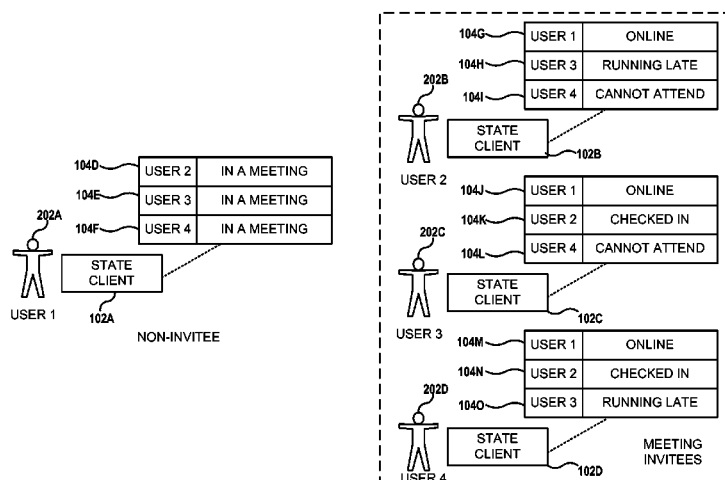 104D USER 2 IN A MEETING
104E USER 3 IN A MEETING
104F USER 4 IN A MEETING
202A
STATE
CLIENT
USER 1
102A
NON-INVITEE
104G USER 1 ONLINE
104H USER 3 RUNNING LATE
104I USER 4 CANNOT ATTEND
202B
STATE
CLIENT
102B
USER 2
104J USER 1 ONLINE
104K USER 2 CHECKED IN
104L USER 4 CANNOT ATTEND
202C
STATE
CLIENT
102C
USER 3
104M USER 1 ONLINE
104N USER 2 CHECKED IN
104O USER 3 RUNNING LATE
202D
STATE
CLIENT
102D
USER 4
MEETING
INVITEES